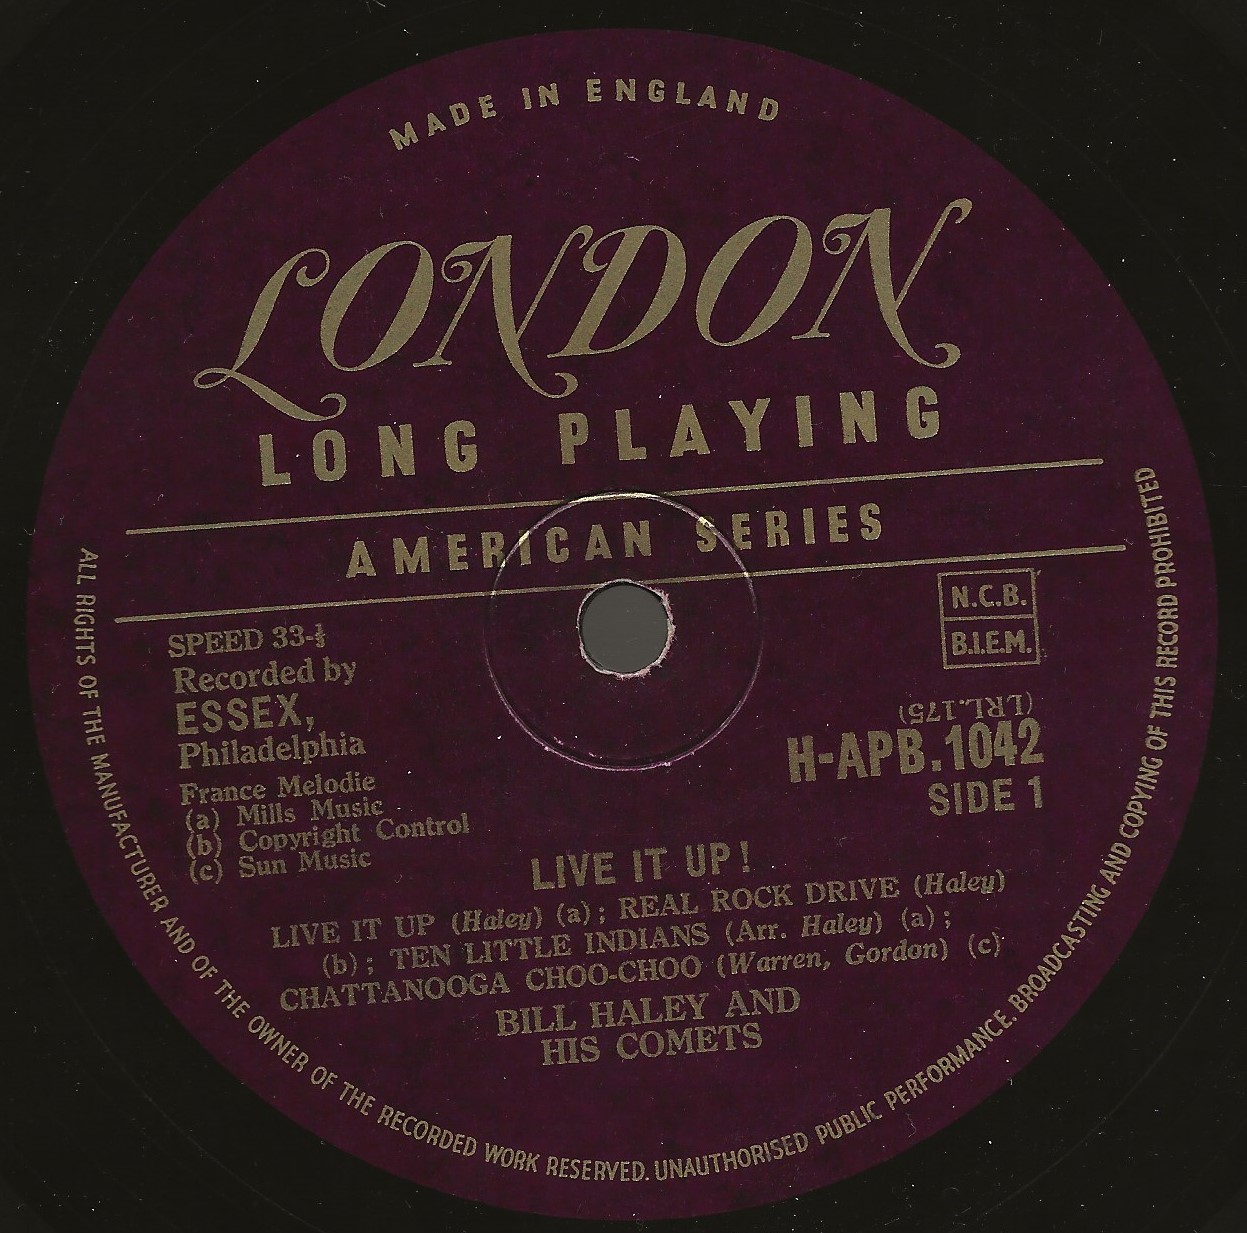 MADE IN ENGLAND
LONDON
LONG PLAYING
AMERICAN SERIES
SPEED 33-⅓
Recorded by
ESSEX,
Philadelphia
France Melodie
(a) Mills Music
(b) Copyright Control
(c) Sun Music
N.C.B.
B.I.E.M.
(LRL.175)
H-APB.1042
SIDE 1
LIVE IT UP!
LIVE IT UP (Haley) (a); REAL ROCK DRIVE (Haley)
(b); TEN LITTLE INDIANS (Arr. Haley) (a);
CHATTANOOGA CHOO-CHOO (Warren, Gordon) (c)
BILL HALEY AND
HIS COMETS
ALL RIGHTS OF THE MANUFACTURER AND OF THE OWNER OF THE RECORDED WORK RESERVED. UNAUTHORISED PUBLIC PERFORMANCE. BROADCASTING AND COPYING OF THIS RECORD PROHIBITED